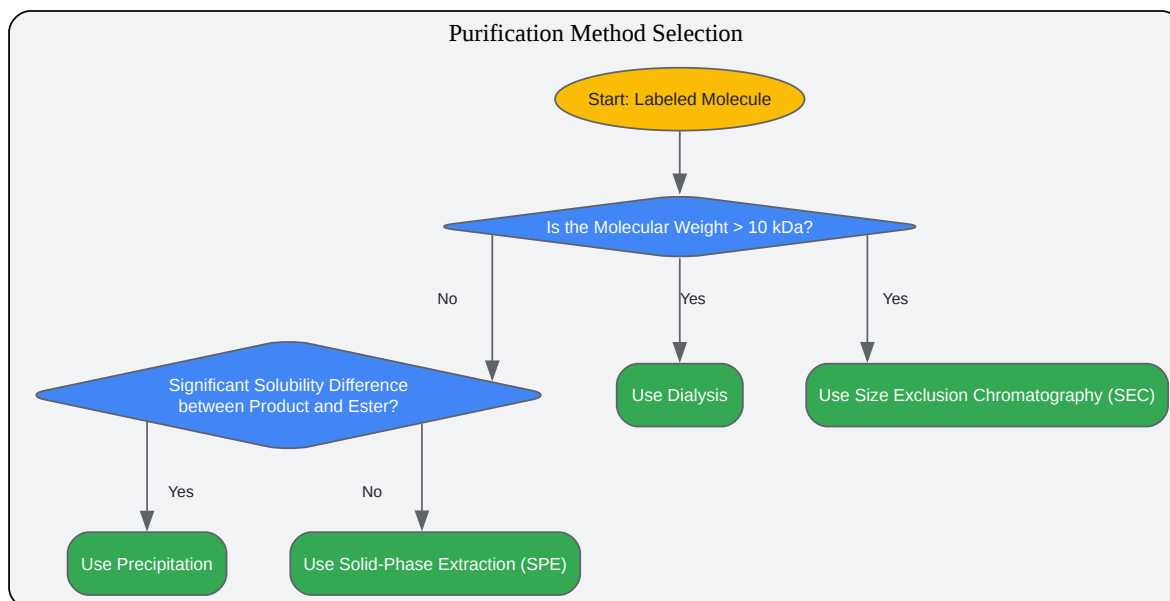 Purification Method Selection
Start: Labeled Molecule
Is the Molecular Weight > 10 kDa?
No
Yes
Yes
Significant Solubility Difference
between Product and Ester?
Use Dialysis
Use Size Exclusion Chromatography (SEC)
Yes
No
Use Precipitation
Use Solid-Phase Extraction (SPE)